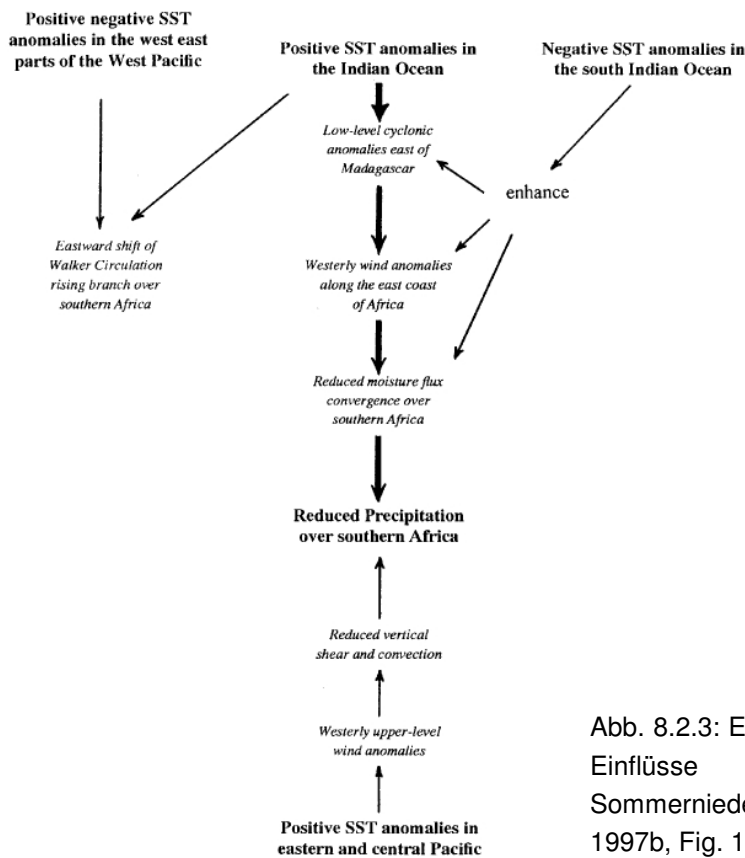 Positive negative SST
anomalies in the west east
parts of the West Pacific
Positive SST anomalies in
the Indian Ocean
Negative SST anomalies in
the south Indian Ocean
Low-level cyclonic
anomalies east of
Madagascar
enhance
Eastward shift of
Walker Circulation
rising branch over
southern Africa
Westerly wind anomalies
along the east coast
of Africa
Reduced moisture flux
convergence over
southern Africa
Reduced Precipitation
over southern Africa
Reduced vertical
shear and convection
Westerly upper-level
wind anomalies
Positive SST anomalies in
eastern and central Pacific
Abb. 8.2.3: E
Einflüsse
Sommerniede
1997b, Fig. 1